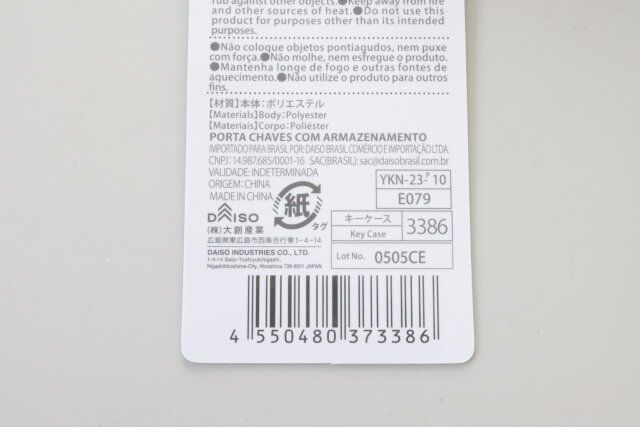 rub against other objects.●Keep away from fire
and other sources of heat.●Do not use this
product for purposes other than its intended
purposes.
●Não coloque objetos pontiagudos, nem puxe
com força.●Não molhe, nem esfregue o produto.
●Mantenha longe de fogo e outras fontes de
aquecimento.●Não utilize o produto para outros
fins.
【材質】本体:ポリエステル
【Materials】Body:Polyester
【Materiais】Corpo:Poliéster
PORTA CHAVES COM ARMAZENAMENTO
IMPORTADO PARA BRASIL POR: DAISO BRASIL COMÉRCIO E IMPORTAÇÃO LTDA.
CNPJ: 14.987.685/0001-16 SAC(BRASIL): sac@daisobrasil.com.br
VALIDADE: INDETERMINADA
ORIGEM: CHINA
MADE IN CHINA
YKN-23-P 10
E079
DAISO
紙
タグ
(株)大創産業
広島県東広島市西条吉行東1-4-14
キーケース
Key Case
3386
DAISO INDUSTRIES CO., LTD.
1-4-14 Saijo-Yoshiyukihigashi,
Higashihiroshima-City, Hiroshima 739-8501 JAPAN
Lot No. 0505CE
4 550480 373386